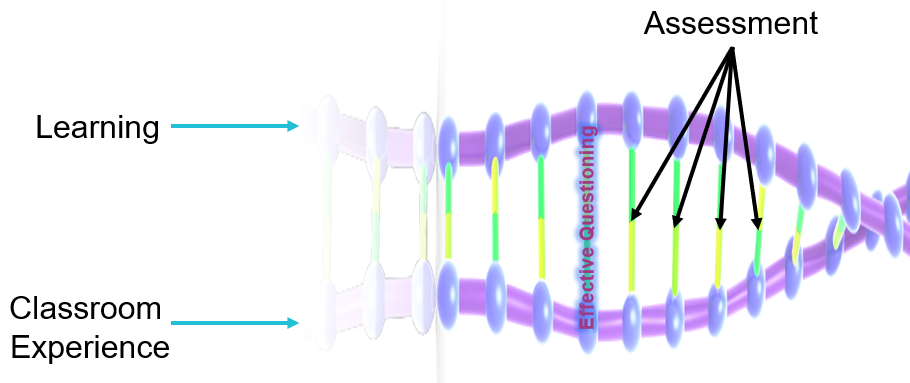 Assessment
Learning
Effective Questioning
Classroom
Experience